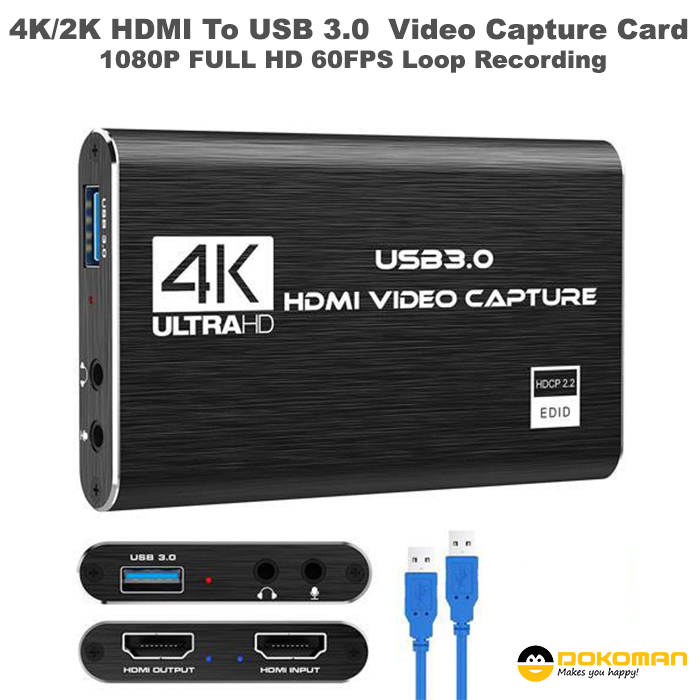 4K/2K HDMI To USB 3.0 Video Capture Card
1080P FULL HD 60FPS Loop Recording
USB 3.0
4K
ULTRAHD
USB3.0
HDMI VIDEO CAPTURE
HDCP 2.2
EDID
USB 3.0
HDMI OUTPUT
HDMI INPUT
DOKOMAN
Makes you happy!